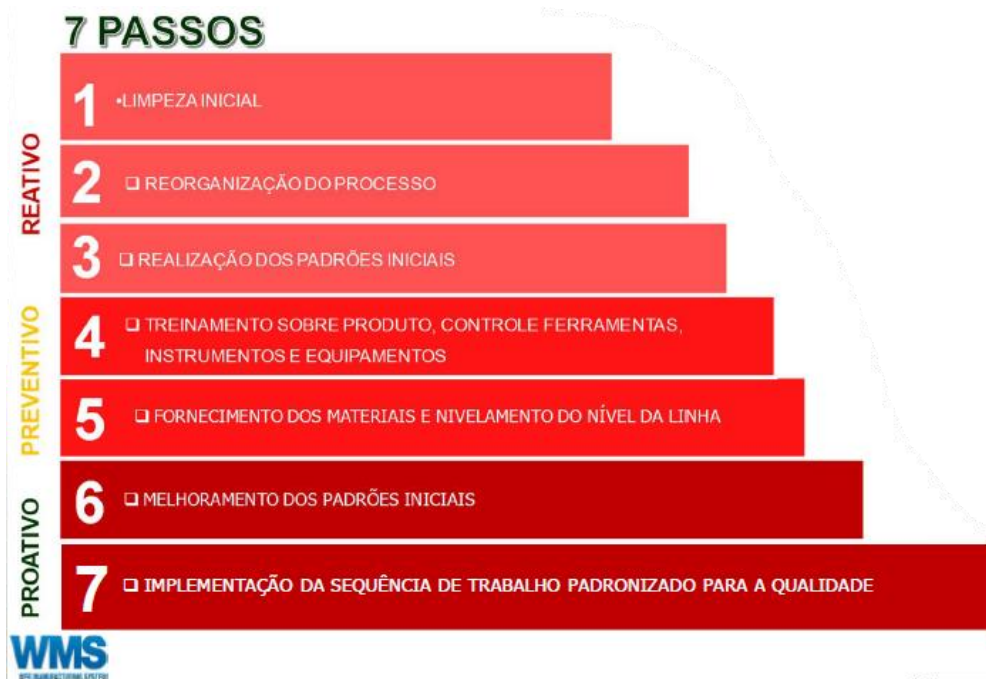 7 PASSOS
REATIVO
1 •LIMPEZA INICIAL
2 ❑ REORGANIZAÇÃO DO PROCESSO
3 ❑ REALIZAÇÃO DOS PADRÕES INICIAIS
PREVENTIVO
4 ❑ TREINAMENTO SOBRE PRODUTO, CONTROLE FERRAMENTAS,
INSTRUMENTOS E EQUIPAMENTOS
5 ❑ FORNECIMENTO DOS MATERIAIS E NIVELAMENTO DO NÍVEL DA LINHA
PROATIVO
6 ❑ MELHORAMENTO DOS PADRÕES INICIAIS
7 ❑ IMPLEMENTAÇÃO DA SEQUÊNCIA DE TRABALHO PADRONIZADO PARA A QUALIDADE
WMS
MANUFACTURING SYSTEM